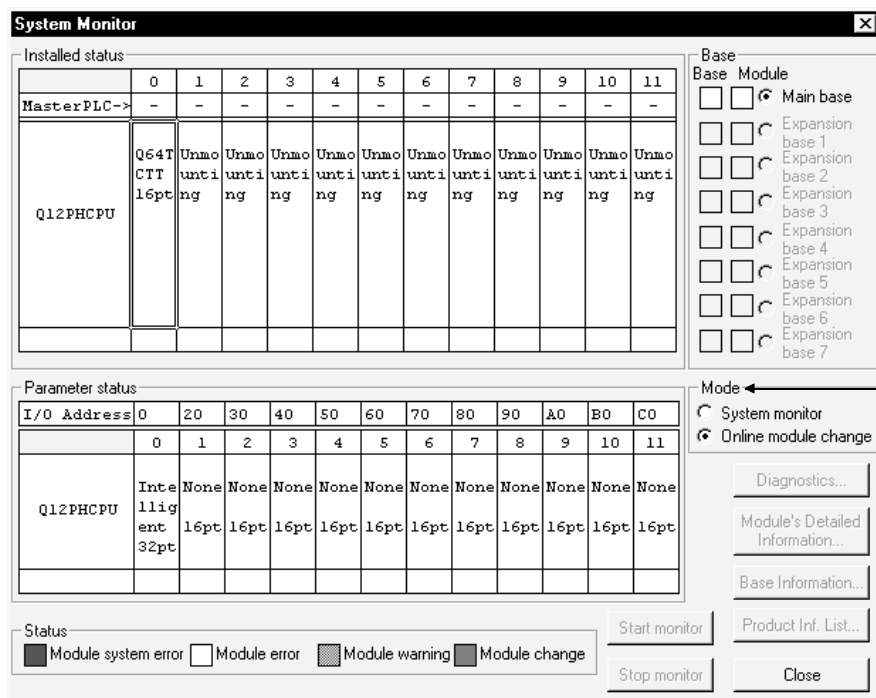 System Monitor
Installed status
0 1 2 3 4 5 6 7 8 9 10 11
MasterPLC-> - - - - - - - - - - - -
Q64T Unmo Unmo Unmo Unmo Unmo Unmo Unmo Unmo Unmo Unmo Unmo
CTT unti unti unti unti unti unti unti unti unti unti unti
16pt ng ng ng ng ng ng ng ng ng ng ng
Q12PHCPU
Base
Base Module
Main base
Expansion
base 1
Expansion
base 2
Expansion
base 3
Expansion
base 4
Expansion
base 5
Expansion
base 6
Expansion
base 7
Parameter status
I/O Address 0 20 30 40 50 60 70 80 90 A0 B0 C0
0 1 2 3 4 5 6 7 8 9 10 11
Inte None None None None None None None None None None None
Q12PHCPU llig
ent 16pt 16pt 16pt 16pt 16pt 16pt 16pt 16pt 16pt 16pt 16pt
32pt
Mode
System monitor
Online module change
Diagnostics...
Module's Detailed
Information...
Base Information...
Product Inf. List...
Status
Module system error Module error Module warning Module change
Start monitor
Stop monitor
Close